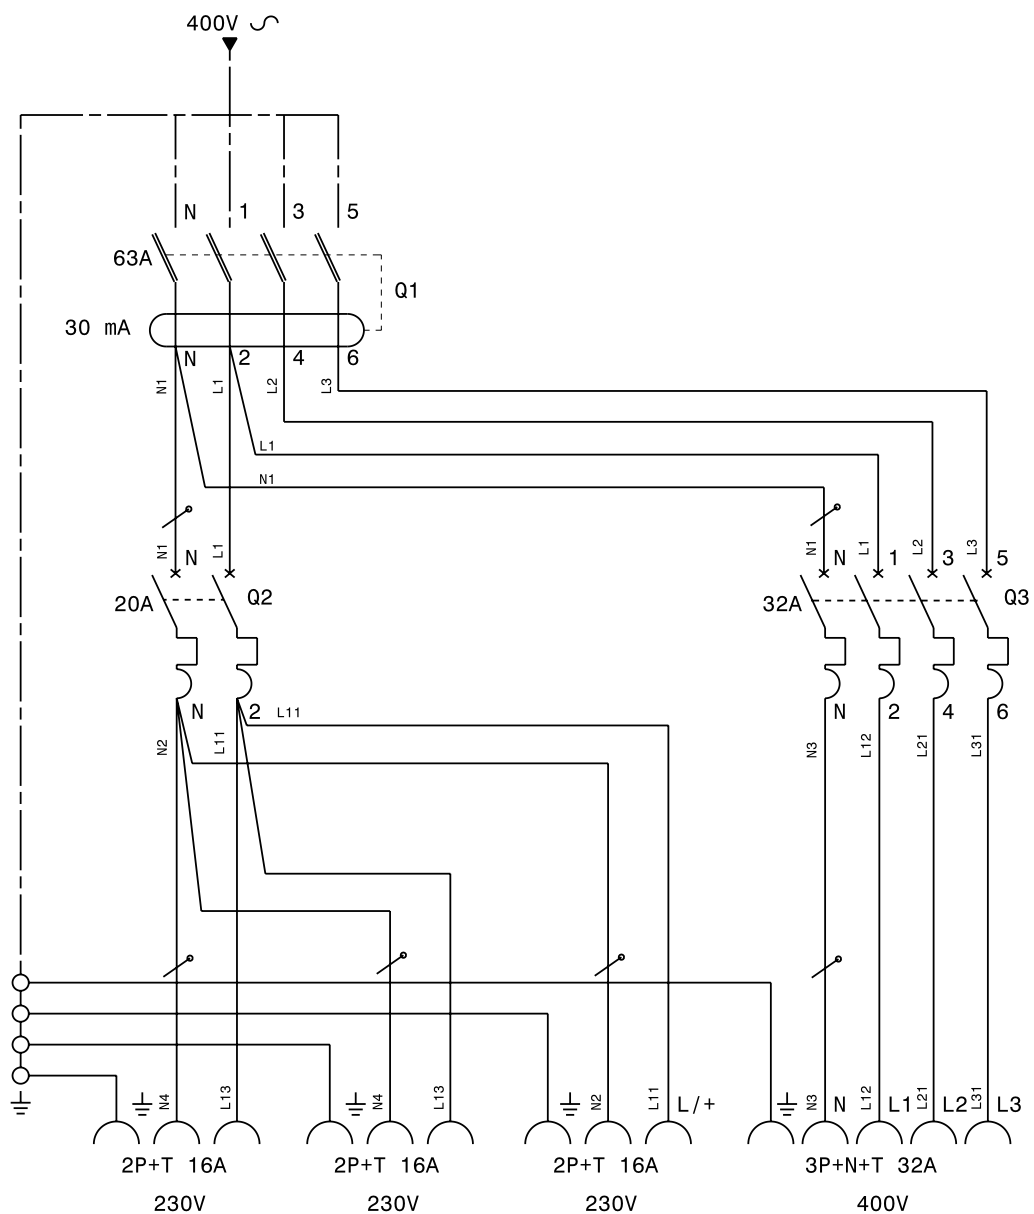 400V
N 1 3 5
63A
Q1
30 mA
N 2 4 6
N1 L1 L2 L3
L1
N1
N1 N L1
N1 N L1 1 L2 3 L3 5
20A Q2
32A Q3
N 2 L11
N 2 4 6
N2 L11
N3 L12 L21 L31
N4 L13 N4 L13 N2 L11 L/+ N3 N L12 L1 L21 L2 L31 L3
2P+T 16A 2P+T 16A 2P+T 16A 3P+N+T 32A
230V 230V 230V 400V